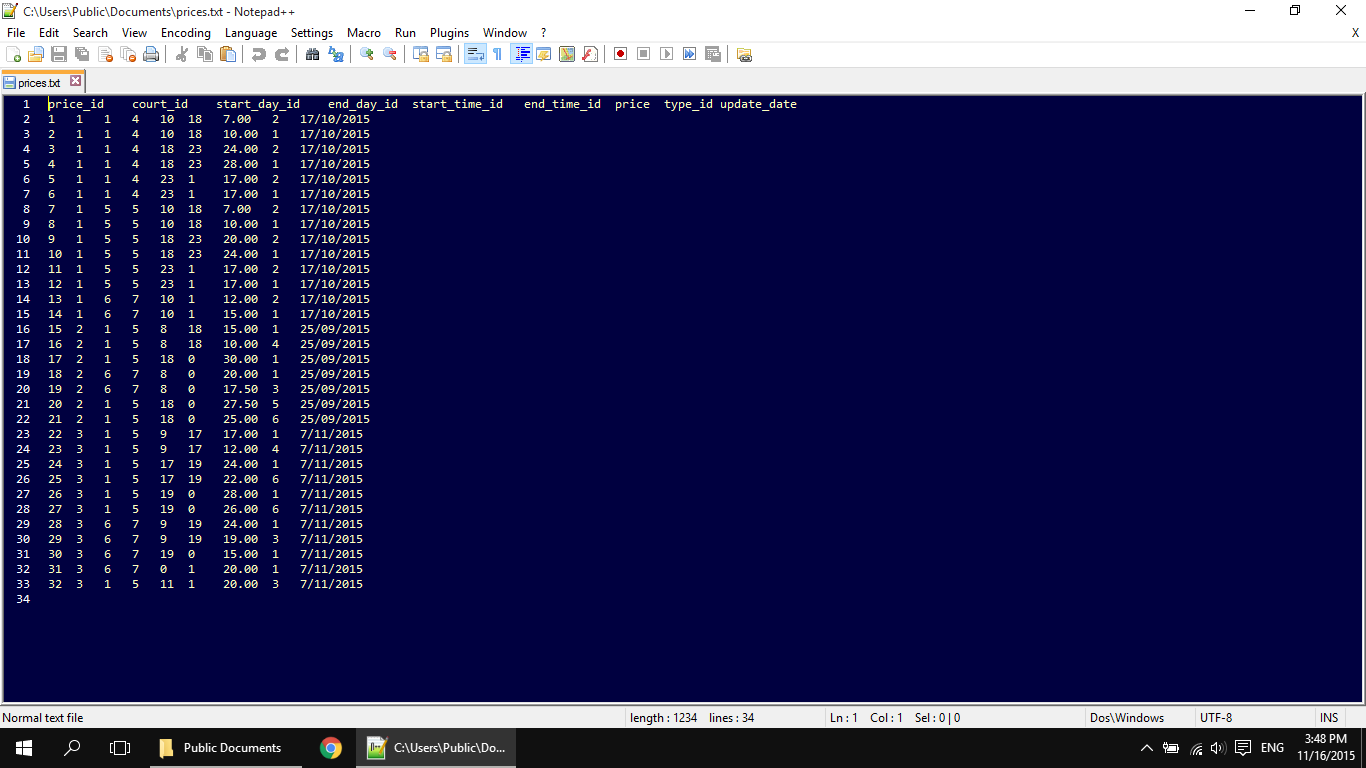 C:\Users\Public\Documents\prices.txt - Notepad++
File Edit Search View Encoding Language Settings Macro Run Plugins Window ? X
prices.txt
1 price_id court_id start_day_id end_day_id start_time_id end_time_id price type_id update_date
2 1 1 1 4 10 18 7.00 2 17/10/2015
3 2 1 1 4 10 18 10.00 1 17/10/2015
4 3 1 1 4 18 23 24.00 2 17/10/2015
5 4 1 1 4 18 23 28.00 1 17/10/2015
6 5 1 1 4 23 1 17.00 2 17/10/2015
7 6 1 1 4 23 1 17.00 1 17/10/2015
8 7 1 5 5 10 18 7.00 2 17/10/2015
9 8 1 5 5 10 18 10.00 1 17/10/2015
10 9 1 5 5 18 23 20.00 2 17/10/2015
11 10 1 5 5 18 23 24.00 1 17/10/2015
12 11 1 5 5 23 1 17.00 2 17/10/2015
13 12 1 5 5 23 1 17.00 1 17/10/2015
14 13 1 6 7 10 1 12.00 2 17/10/2015
15 14 1 6 7 10 1 15.00 1 17/10/2015
16 15 2 1 5 8 18 15.00 1 25/09/2015
17 16 2 1 5 8 18 10.00 4 25/09/2015
18 17 2 1 5 18 0 30.00 1 25/09/2015
19 18 2 6 7 8 0 20.00 1 25/09/2015
20 19 2 6 7 8 0 17.50 3 25/09/2015
21 20 2 1 5 18 0 27.50 5 25/09/2015
22 21 2 1 5 18 0 25.00 6 25/09/2015
23 22 3 1 5 9 17 17.00 1 7/11/2015
24 23 3 1 5 9 17 12.00 4 7/11/2015
25 24 3 1 5 17 19 24.00 1 7/11/2015
26 25 3 1 5 17 19 22.00 6 7/11/2015
27 26 3 1 5 19 0 28.00 1 7/11/2015
28 27 3 1 5 19 0 26.00 6 7/11/2015
29 28 3 6 7 9 19 24.00 1 7/11/2015
30 29 3 6 7 9 19 19.00 3 7/11/2015
31 30 3 6 7 19 0 15.00 1 7/11/2015
32 31 3 6 7 0 1 20.00 1 7/11/2015
33 32 3 1 5 11 1 20.00 3 7/11/2015
34
Normal text file length : 1234 lines : 34 Ln : 1 Col : 1 Sel : 0 | 0 Dos\Windows UTF-8 INS
Public Documents C:\Users\Public\Do... ENG 3:48 PM
11/16/2015